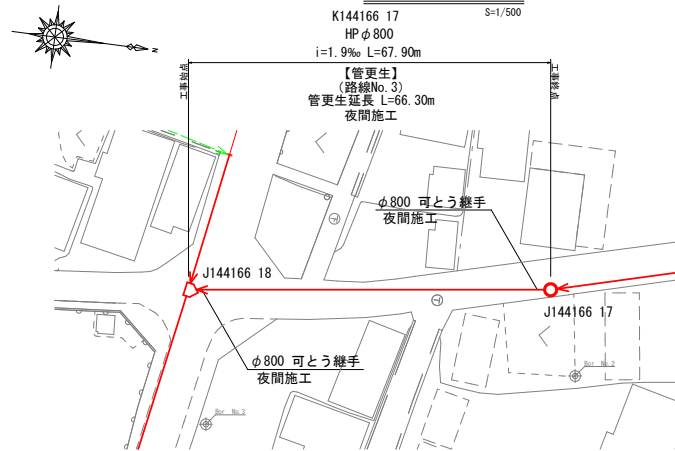 S=1/500
K144166 17
HPφ800
i=1.9‰ L=67.90m
工事始点
工事終点
【管更生】
(路線No.3)
管更生延長 L=66.30m
夜間施工
N
φ800 可とう継手
夜間施工
J144166 18
J144166 17
φ800 可とう継手
夜間施工
Bor No.2
Bor No.3